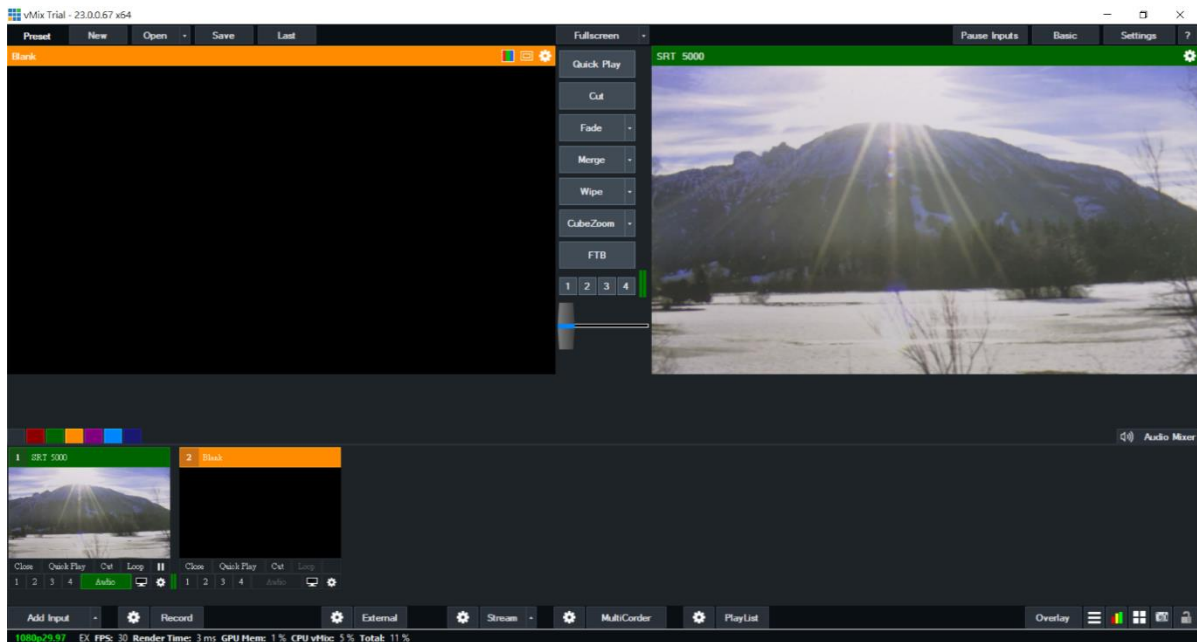 vMix Trial - 23.0.0.67 x64
Preset New Open Save Last Fullscreen Pause Inputs Basic Settings ?
Blank
SRT 5000
Quick Play
Cut
Fade
Merge
Wipe
CubeZoom
FTB
1 2 3 4
Audio Mixer
1 SRT 5000
2 Blank
Close Quick Play Cut Loop
Close Quick Play Cut Loop
1 2 3 4 Audio
1 2 3 4 Audio
Add Input Record External Stream MultiCorder PlayList Overlay
1080p29.97 EX FPS: 30 Render Time: 3 ms GPU Mem: 1 % CPU vMix: 5 % Total: 11 %